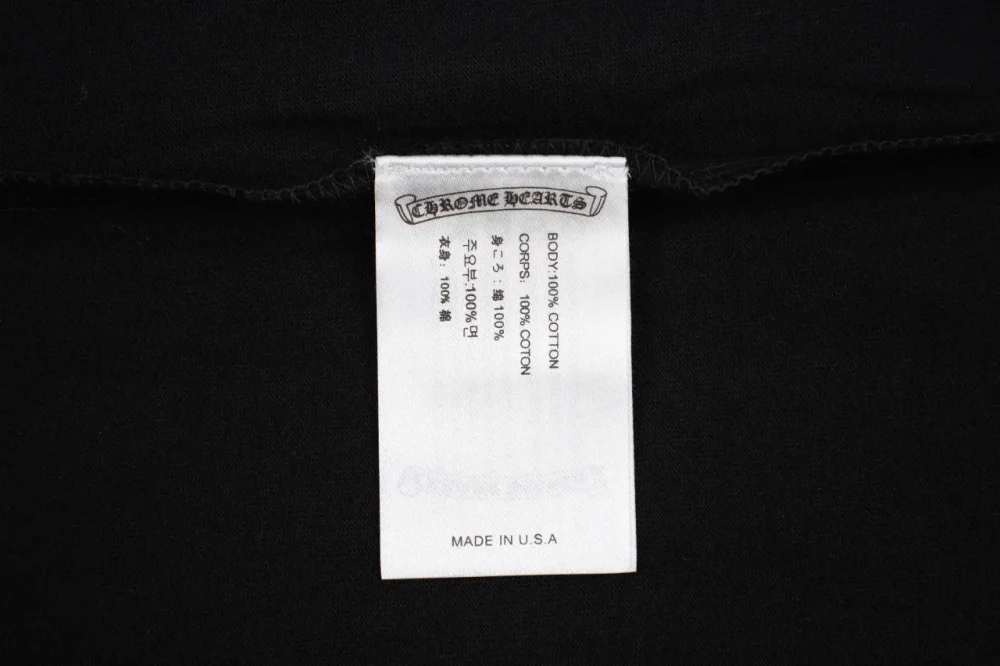 CHROME HEARTS
BODY:100% COTTON
CORPS: 100% COTON
身ごろ:綿100%
주요부:100%면
衣身: 100% 棉
MADE IN U.S.A